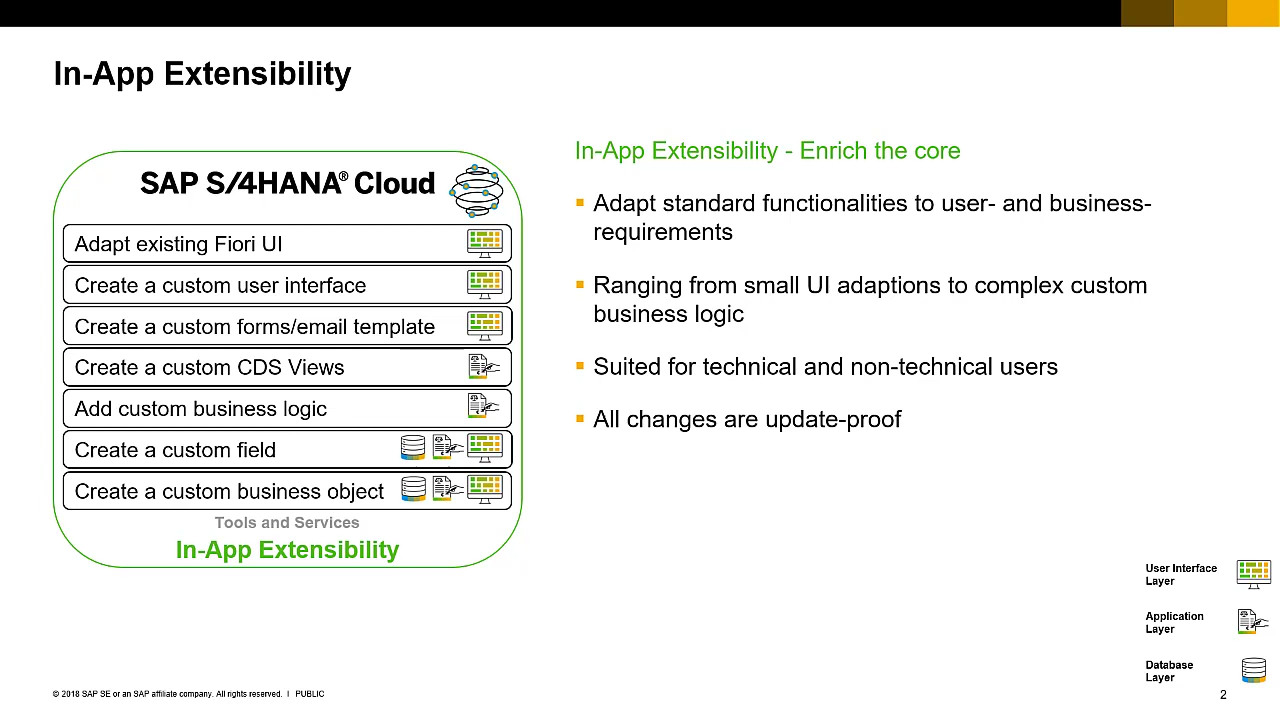 In-App Extensibility
SAP S/4HANA® Cloud
Adapt existing Fiori UI
Create a custom user interface
Create a custom forms/email template
Create a custom CDS Views
Add custom business logic
Create a custom field
Create a custom business object
Tools and Services
In-App Extensibility
In-App Extensibility - Enrich the core
▪ Adapt standard functionalities to user- and business-
requirements
▪ Ranging from small UI adaptions to complex custom
business logic
▪ Suited for technical and non-technical users
▪ All changes are update-proof
User Interface
Layer
Application
Layer
Database
Layer
© 2018 SAP SE or an SAP affiliate company. All rights reserved. I PUBLIC
2